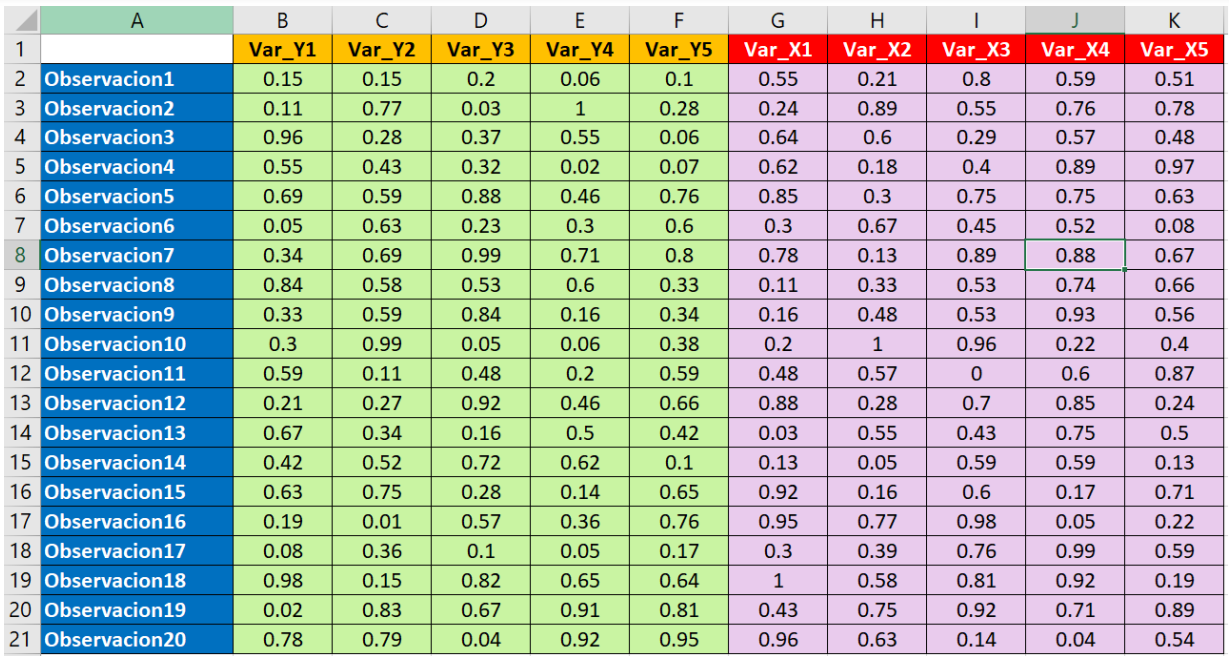 A B C D E F G H I J K
1 Var_Y1 Var_Y2 Var_Y3 Var_Y4 Var_Y5 Var_X1 Var_X2 Var_X3 Var_X4 Var_X5
2 Observacion1 0.15 0.15 0.2 0.06 0.1 0.55 0.21 0.8 0.59 0.51
3 Observacion2 0.11 0.77 0.03 1 0.28 0.24 0.89 0.55 0.76 0.78
4 Observacion3 0.96 0.28 0.37 0.55 0.06 0.64 0.6 0.29 0.57 0.48
5 Observacion4 0.55 0.43 0.32 0.02 0.07 0.62 0.18 0.4 0.89 0.97
6 Observacion5 0.69 0.59 0.88 0.46 0.76 0.85 0.3 0.75 0.75 0.63
7 Observacion6 0.05 0.63 0.23 0.3 0.6 0.3 0.67 0.45 0.52 0.08
8 Observacion7 0.34 0.69 0.99 0.71 0.8 0.78 0.13 0.89 0.88 0.67
9 Observacion8 0.84 0.58 0.53 0.6 0.33 0.11 0.33 0.53 0.74 0.66
10 Observacion9 0.33 0.59 0.84 0.16 0.34 0.16 0.48 0.53 0.93 0.56
11 Observacion10 0.3 0.99 0.05 0.06 0.38 0.2 1 0.96 0.22 0.4
12 Observacion11 0.59 0.11 0.48 0.2 0.59 0.48 0.57 0 0.6 0.87
13 Observacion12 0.21 0.27 0.92 0.46 0.66 0.88 0.28 0.7 0.85 0.24
14 Observacion13 0.67 0.34 0.16 0.5 0.42 0.03 0.55 0.43 0.75 0.5
15 Observacion14 0.42 0.52 0.72 0.62 0.1 0.13 0.05 0.59 0.59 0.13
16 Observacion15 0.63 0.75 0.28 0.14 0.65 0.92 0.16 0.6 0.17 0.71
17 Observacion16 0.19 0.01 0.57 0.36 0.76 0.95 0.77 0.98 0.05 0.22
18 Observacion17 0.08 0.36 0.1 0.05 0.17 0.3 0.39 0.76 0.99 0.59
19 Observacion18 0.98 0.15 0.82 0.65 0.64 1 0.58 0.81 0.92 0.19
20 Observacion19 0.02 0.83 0.67 0.91 0.81 0.43 0.75 0.92 0.71 0.89
21 Observacion20 0.78 0.79 0.04 0.92 0.95 0.96 0.63 0.14 0.04 0.54